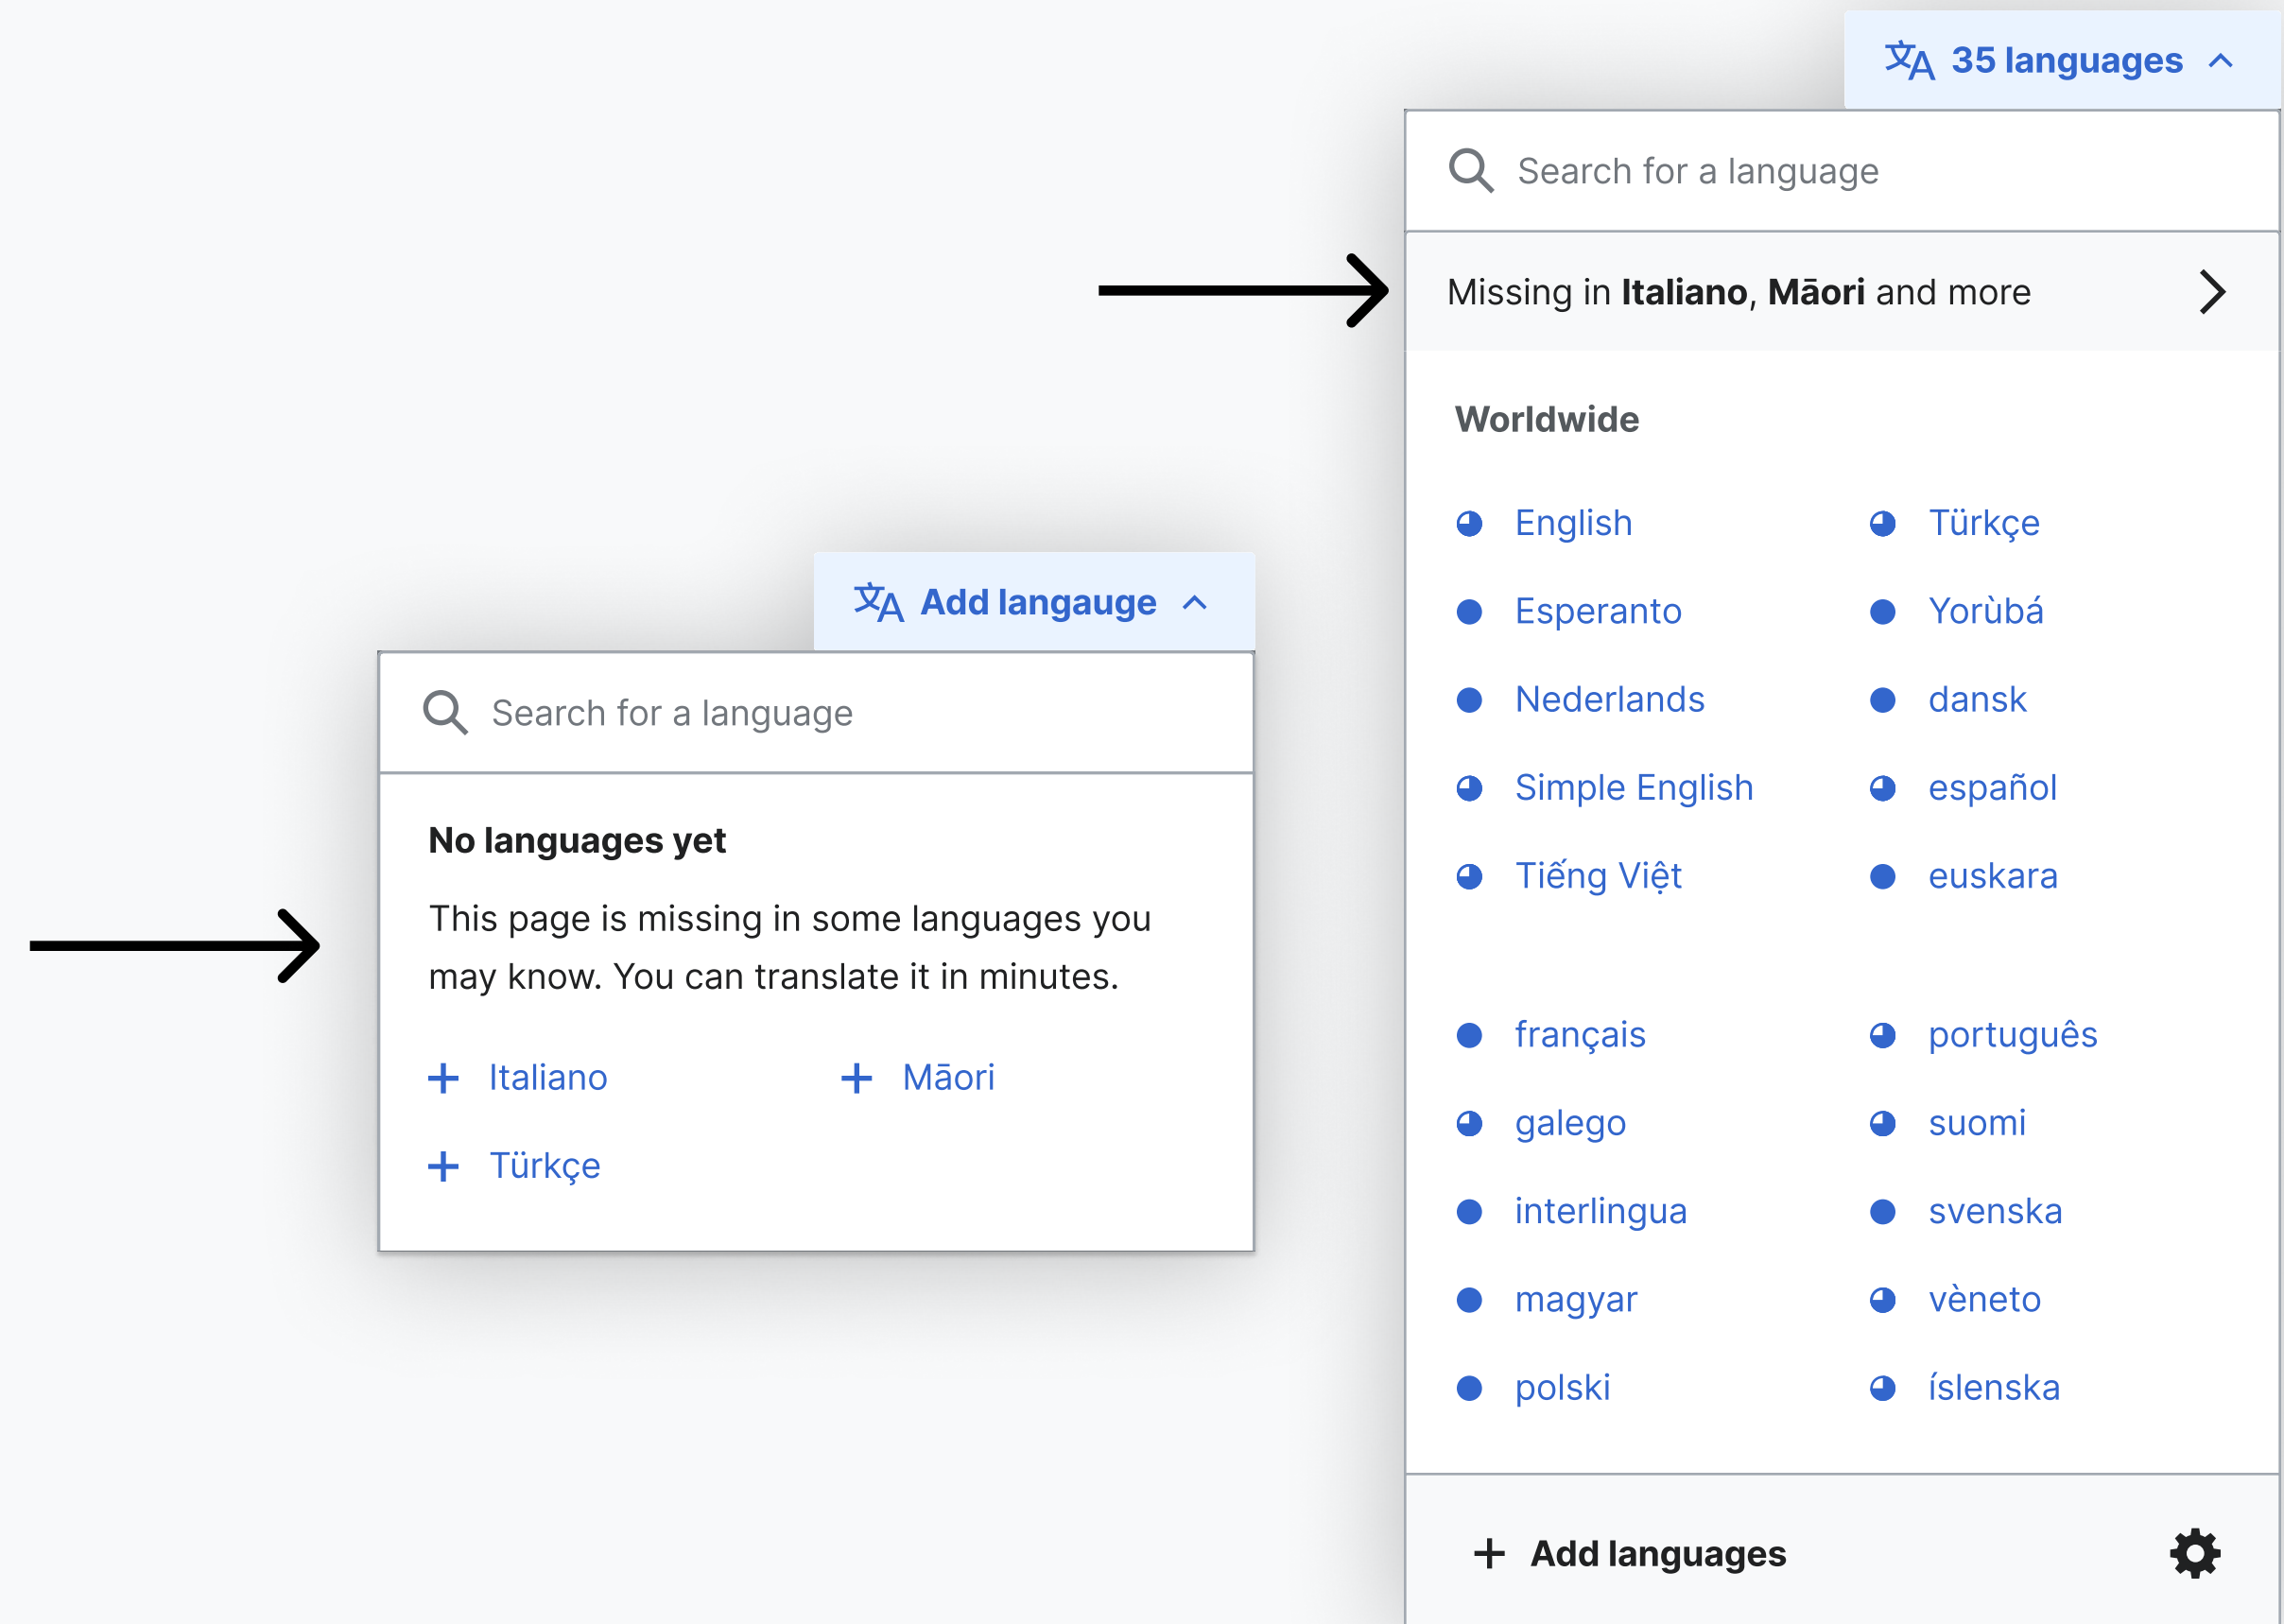 Add langauge
Search for a language
No languages yet
This page is missing in some languages you
may know. You can translate it in minutes.
Italiano
Māori
Türkçe
35 languages
Search for a language
Missing in Italiano, Māori and more
Worldwide
English
Türkçe
Esperanto
Yorùbá
Nederlands
dansk
Simple English
español
Tiếng Việt
euskara
français
português
galego
suomi
interlingua
svenska
magyar
vèneto
polski
íslenska
Add languages